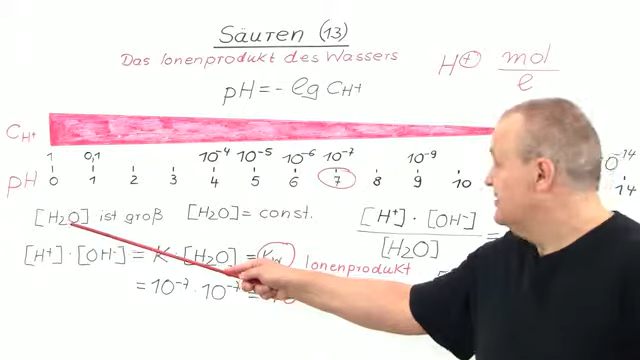 Säuren (13)
Das Ionenprodukt des Wassers
H⊕ mol/l
pH = - lg CH+
CH+
1 0,1 10⁻⁴ 10⁻⁵ 10⁻⁶ 10⁻⁷ 10⁻⁹ 10⁻¹⁴
pH 0 1 2 3 4 5 6 7 8 9 10 14
[H₂O] ist groß [H₂O] = const. [H⁺] · [OH⁻] / [H₂O] =
[H⁺] · [OH⁻] = K · [H₂O] = Ionenprodukt
= 10⁻⁷ · 10⁻⁷ =